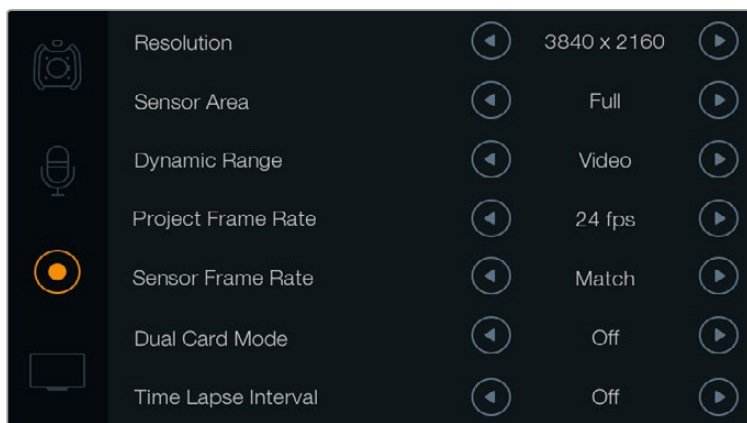 Resolution 3840 x 2160
Sensor Area Full
Dynamic Range Video
Project Frame Rate 24 fps
Sensor Frame Rate Match
Dual Card Mode Off
Time Lapse Interval Off